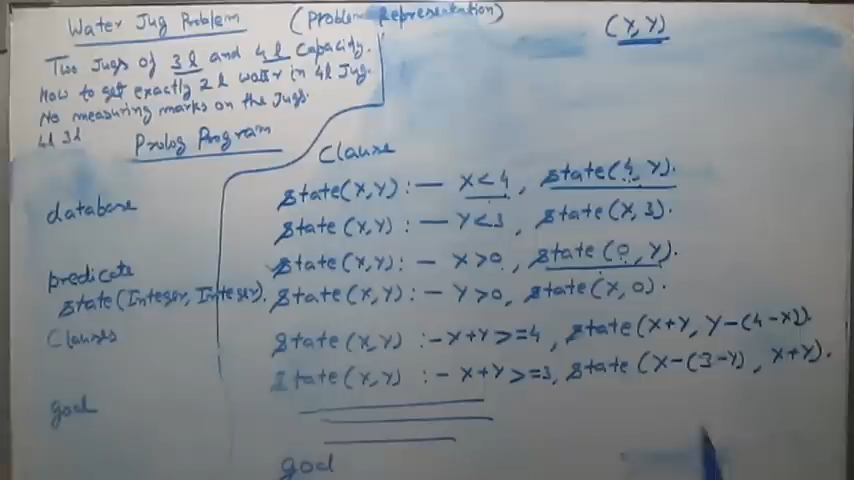 Water Jug Problem (Problem Representation) (X,Y)
Two Jugs of 3 l and 4 l Capacity.
How to get exactly 2 l water in 4l Jug.
No measuring marks on the Jugs.
4l 3l
Prolog Program
Clause
database
predicate
state(Integer, Integer).
Clauses
goal
state(X,Y) :- X<4, state(4,Y).
state(X,Y) :- Y<3, state(X,3).
state(X,Y) :- X>0, state(0,Y).
state(X,Y) :- Y>0, state(X,0).
state(X,Y) :- X+Y>=4, state(X+Y, Y-(4-X)).
state(X,Y) :- X+Y>=3, state(X-(3-Y), X+Y).
goal